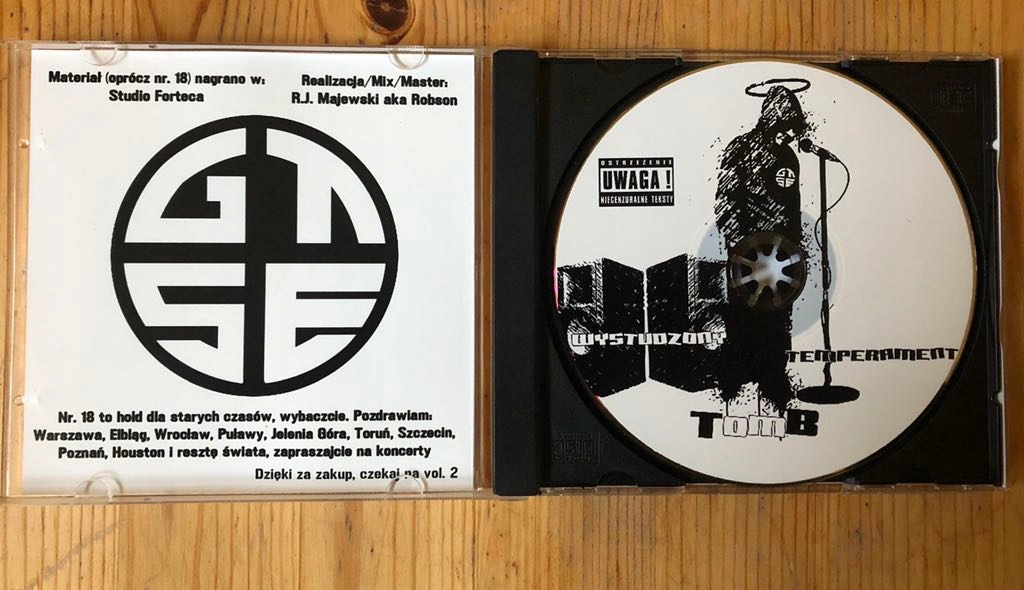 Materiał (oprócz nr. 18) nagrano w:
Studio Forteca
Realizacja/Mix/Master:
R.J. Majewski aka Robson
G1
SE
Nr. 18 to hołd dla starych czasów, wybaczcie. Pozdrawiam:
Warszawa, Elbląg, Wrocław, Puławy, Jelenia Góra, Toruń, Szczecin,
Poznań, Houston i resztę świata, zapraszajcie na koncerty
Dzięki za zakup, czekaj na vol. 2
OSTRZEŻENIE
UWAGA !
NIECENZURALNE TEKSTY
WYSTUDZONY
TEMPERAMENT
TOMB